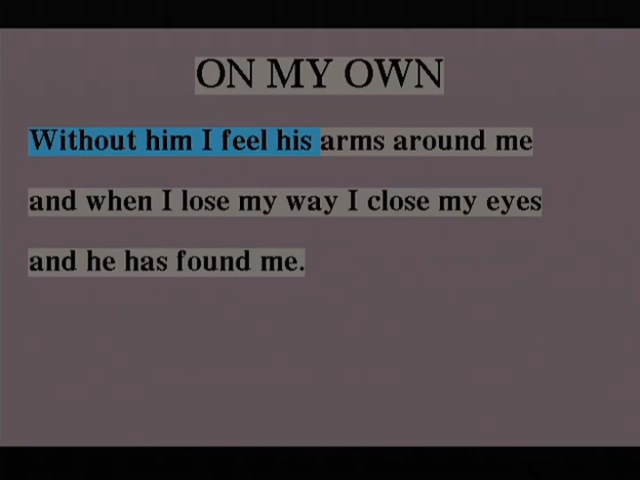 ON MY OWN
Without him I feel his arms around me
and when I lose my way I close my eyes
and he has found me.